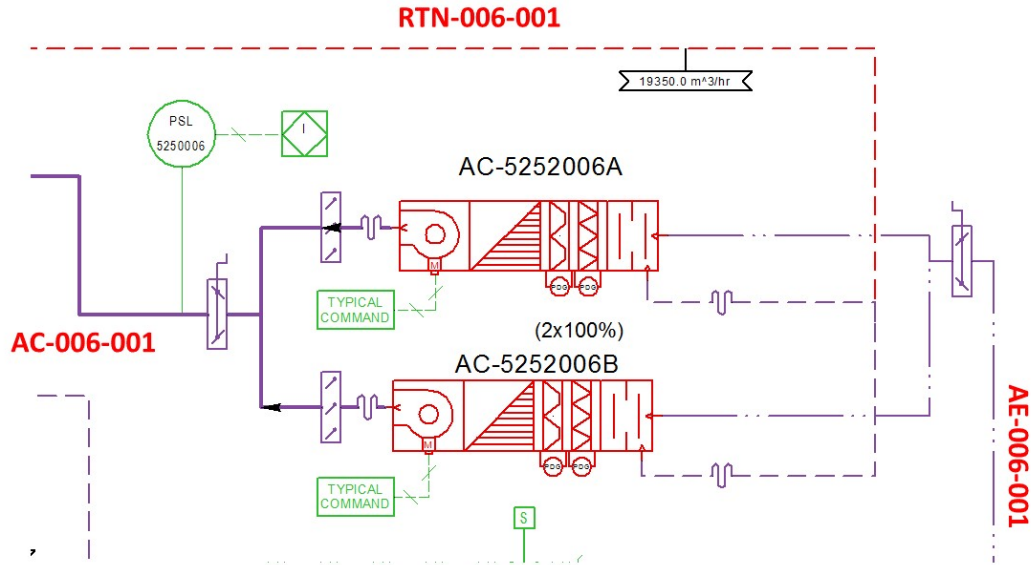 RTN-006-001
19350.0 m^3/hr
PSL
5250006
I
AC-5252006A
M
PDG
PDG
TYPICAL
COMMAND
(2x100%)
AC-006-001
AC-5252006B
M
PDG
PDG
TYPICAL
COMMAND
AE-006-001
S